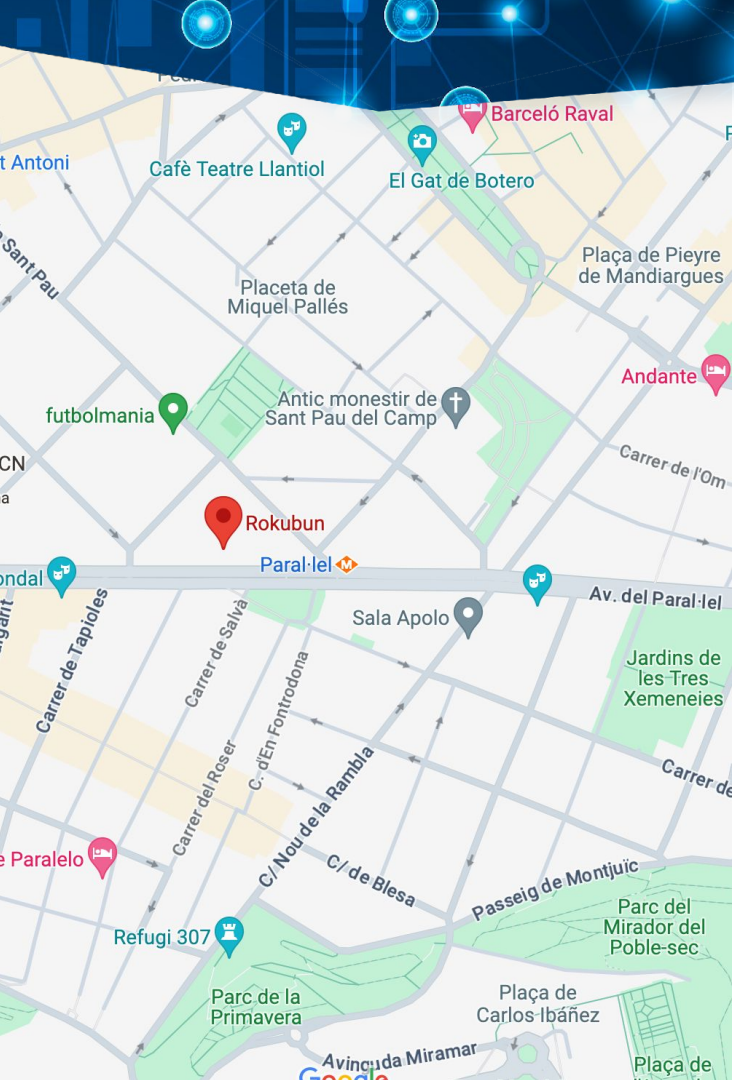 Barceló Raval
t Antoni
Cafè Teatre Llantiol
El Gat de Botero
a Sant Pau
Plaça de Pieyre
de Mandiargues
Placeta de
Miquel Pallés
Andante
Antic monestir de
Sant Pau del Camp
futbolmania
Carrer de l'Om
CN
a
Rokubun
Paral·lel M
ondal
Av. del Paral·lel
Sala Apolo
argarit
Carrer de Tapioles
Carrer de Salvà
C. d'En Fontrodona
Jardins de
les Tres
Xemeneies
Carrer del Roser
C/ Nou de la Rambla
Carrer de
e Paralelo
C/ de Blesa
Passeig de Montjuïc
Parc del
Mirador del
Poble-sec
Refugi 307
Parc de la
Primavera
Plaça de
Carlos Ibáñez
Avinguda Miramar
Plaça de
Google